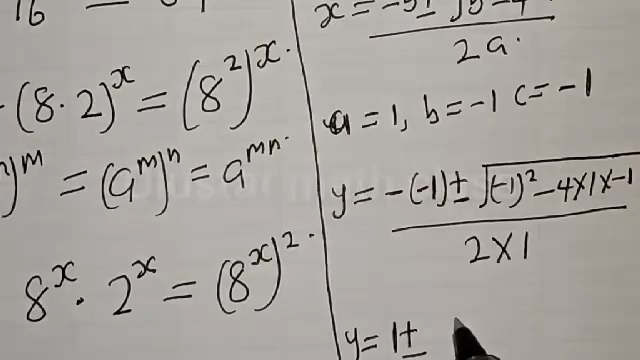 16 —
(8·2)^x = (8^2)^x.
)^m = (a^m)^n = a^mn.
8^x · 2^x = (8^x)^2.
x = -b ± √b - 4
2a.
a = 1, b = -1 c = -1
y = -(-1) ± √(-1)^2 - 4×1×-1
2×1
y = 1±